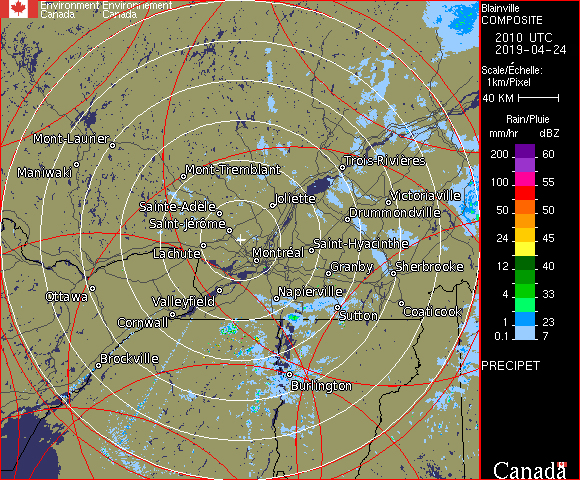 Environment Environnement
Canada Canada
Blainville
COMPOSITE
2010 UTC
2019-04-24
Scale/Échelle:
1km/Pixel
40 KM
Rain/Pluie
mm/hr dBZ
200 60
150 57
100 55
50 50
24 45
12 40
4 33
1 23
0.1 7
PRECIPET
Canada
Mont-Laurier
Maniwaki
Mont-Tremblant
Trois-Rivières
Sainte-Adèle
Joliette
Victoriaville
Saint-Jérôme
Drummondville
Lachute
Montréal
Saint-Hyacinthe
Granby
Sherbrooke
Ottawa
Valleyfield
Napierville
Cornwall
Sutton
Coaticook
Brockville
Burlington